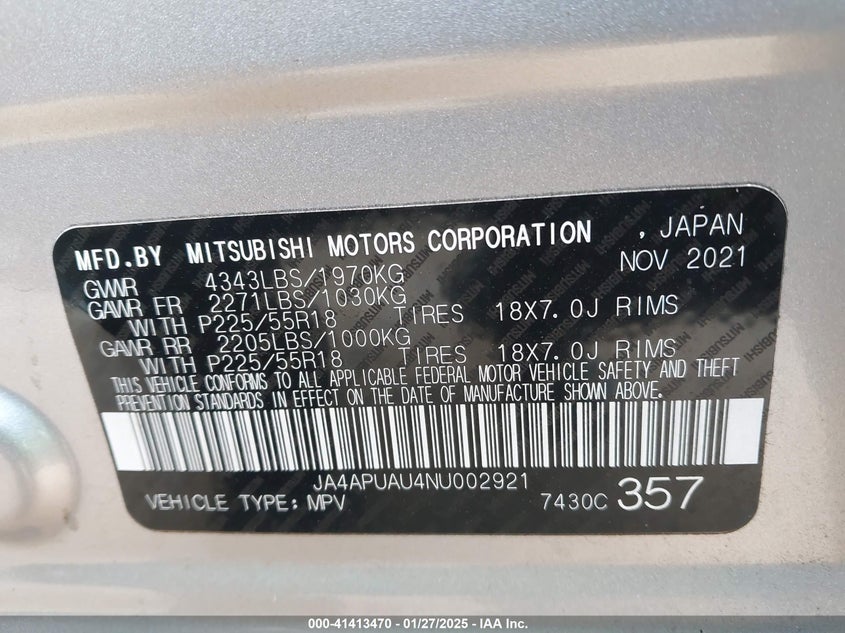 MFD.BY MITSUBISHI MOTORS CORPORATION , JAPAN
GWR 4343LBS/1970KG NOV 2021
GAWR FR 2271LBS/1030KG
WITH P225/55R18 TIRES 18X7.0J RIMS
GAWR RR 2205LBS/1000KG
WITH P225/55R18 TIRES 18X7.0J RIMS
THIS VEHICLE CONFORMS TO ALL APPLICABLE FEDERAL MOTOR VEHICLE SAFETY AND THEFT
PREVENTION STANDARDS IN EFFECT ON THE DATE OF MANUFACTURE SHOWN ABOVE.
JA4APUAU4NU002921
VEHICLE TYPE: MPV 7430C 357
000-41413470 — 01/27/2025 — IAA Inc.